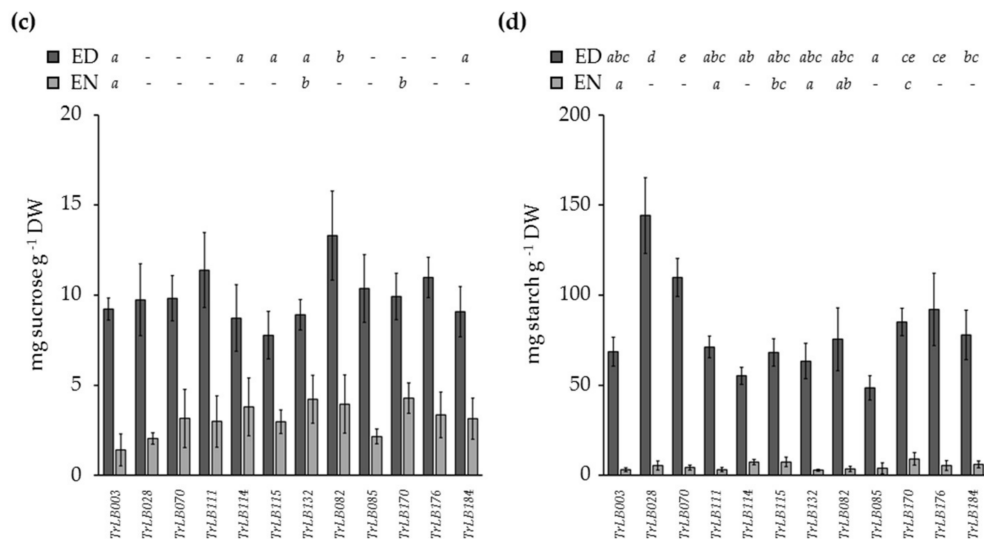 (c)
ED a - - - a a a b - - - a
EN a - - - - - b - - b - -
mg sucrose g -1 DW
20
15
10
5
0
TrLB003 TrLB028 TrLB070 TrLB111 TrLB114 TrLB115 TrLB132 TrLB082 TrLB085 TrLB170 TrLB176 TrLB184
(d)
ED abc d e abc ab abc abc abc a ce ce bc
EN a - - a - bc a ab - c - -
mg starch g -1 DW
200
150
100
50
0
TrLB003 TrLB028 TrLB070 TrLB111 TrLB114 TrLB115 TrLB132 TrLB082 TrLB085 TrLB170 TrLB176 TrLB184